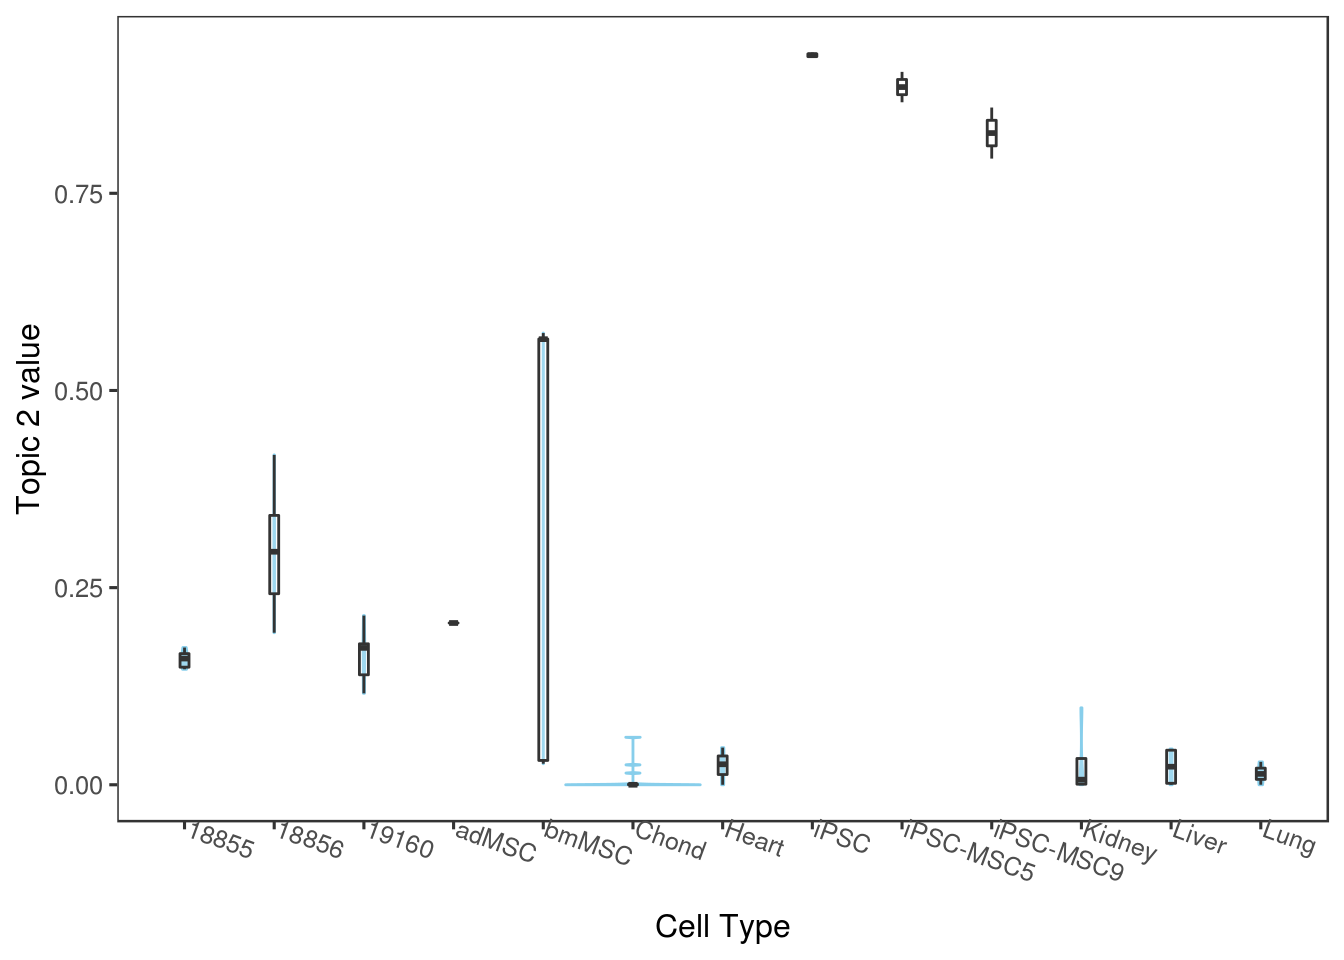 0.75
0.50
0.25
0.00
Topic 2 value
18855
18856
19160
adMSC
bmMSC
Chond
Heart
iPSC
iPSC-MSC5
iPSC-MSC9
Kidney
Liver
Lung
Cell Type